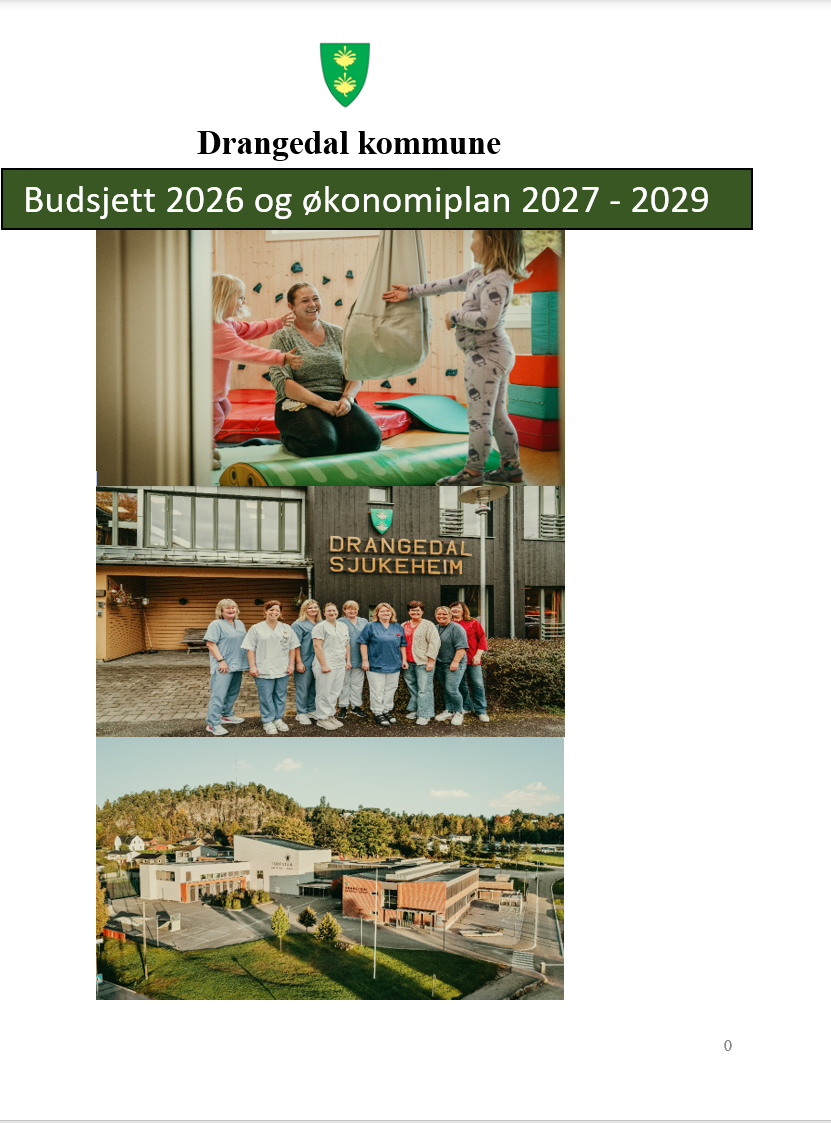 Drangedal kommune
Budsjett 2026 og økonomiplan 2027 - 2029
DRANGEDAL
SJUKEHEIM
0